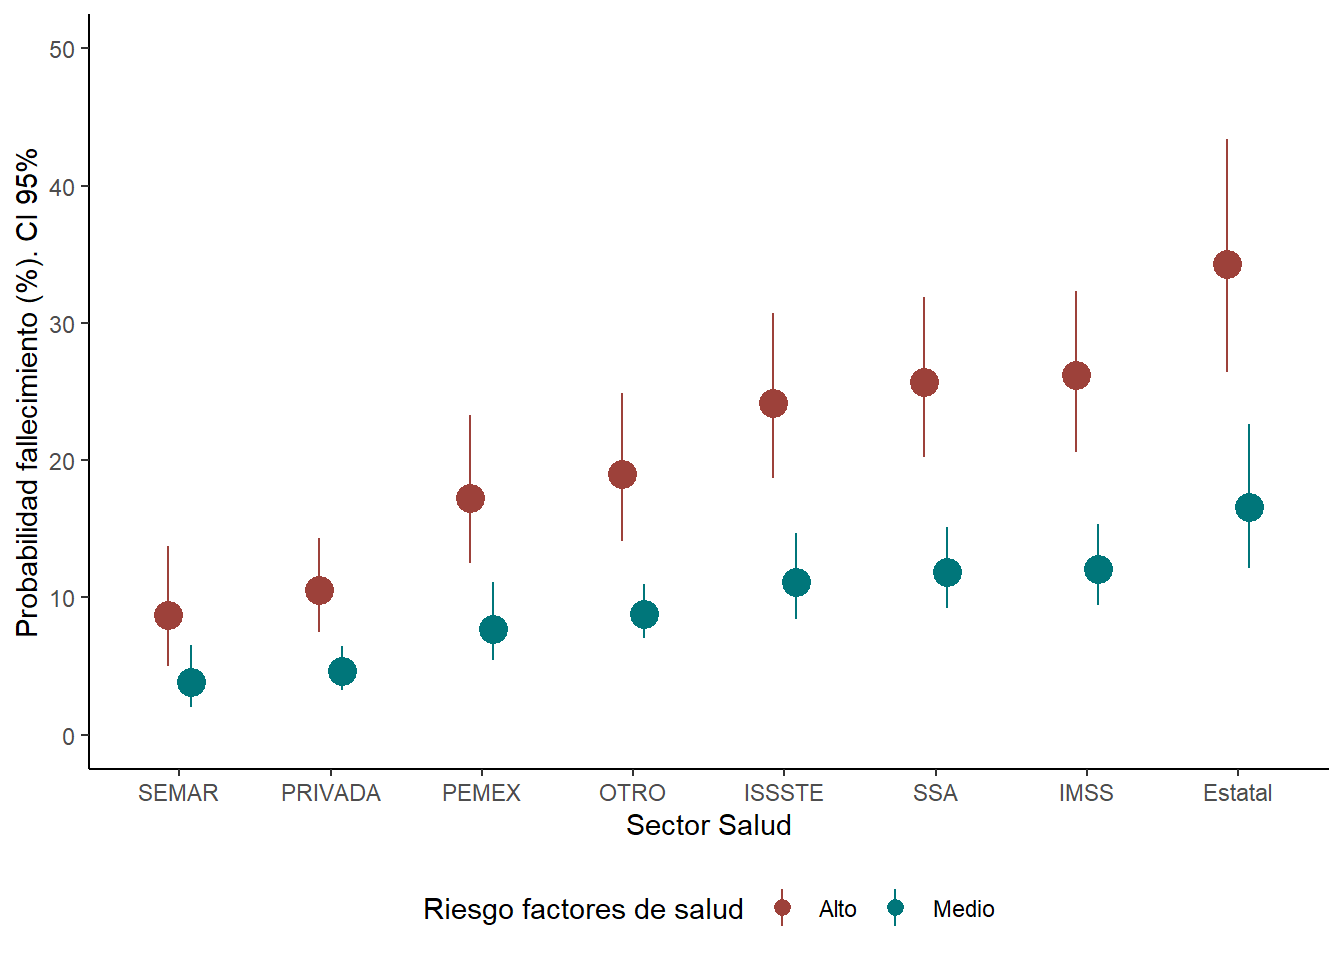 Probabilidad fallecimiento (%). CI 95%
50
40
30
20
10
0
SEMAR PRIVADA PEMEX OTRO ISSSTE SSA IMSS Estatal
Sector Salud
Riesgo factores de salud Alto Medio